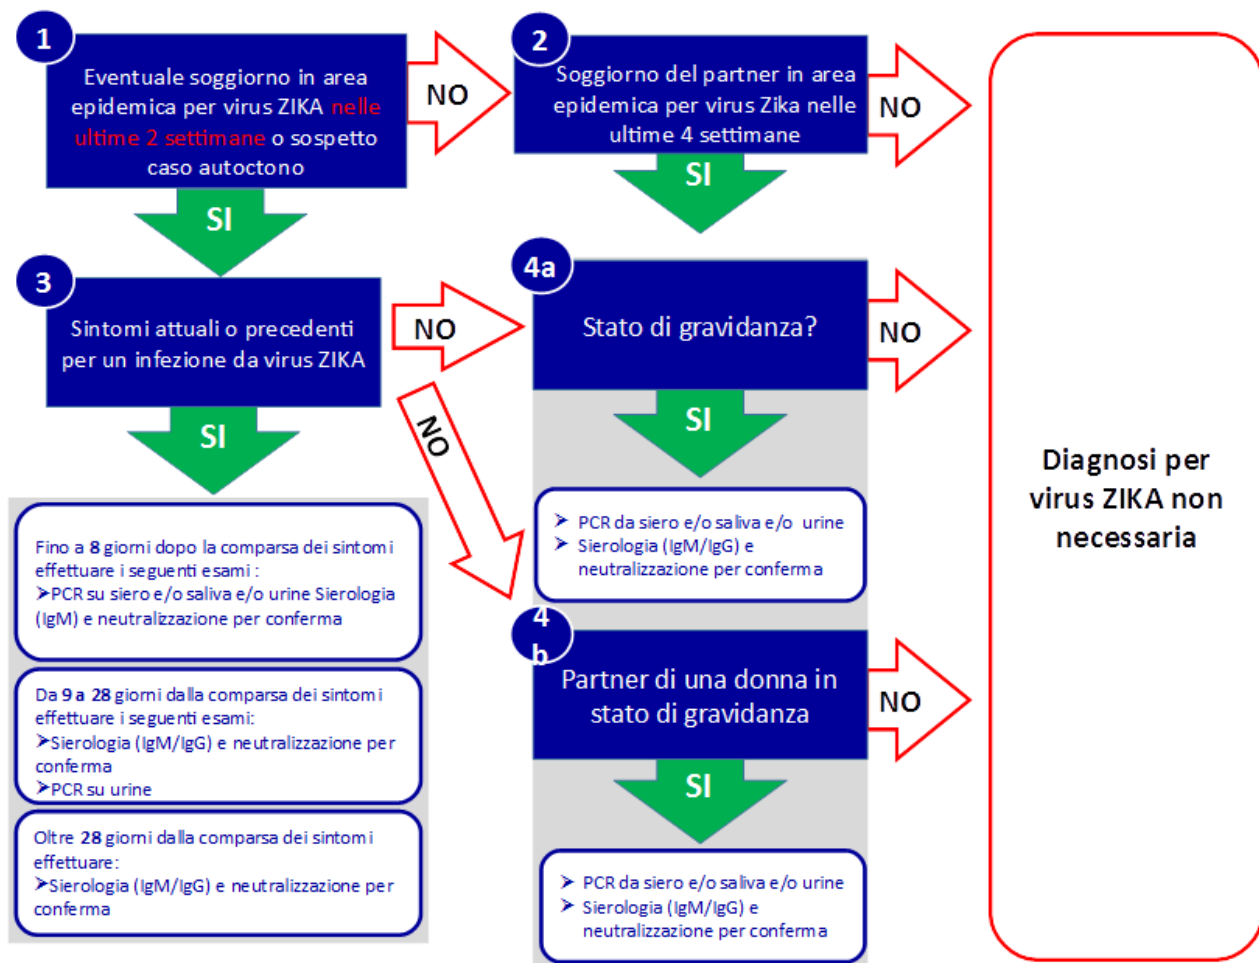 1
Eventuale soggiorno in area
epidemica per virus ZIKA nelle
ultime 2 settimane o sospetto
caso autoctono
NO
2
Soggiorno del partner in area
epidemica per virus Zika nelle
ultime 4 settimane
NO
SI
SI
3
Sintomi attuali o precedenti
per un infezione da virus ZIKA
NO
4a
Stato di gravidanza?
NO
SI
NO
SI
Fino a 8 giorni dopo la comparsa dei sintomi
effettuare i seguenti esami :
➤PCR su siero e/o saliva e/o urine Sierologia
(IgM) e neutralizzazione per conferma
Da 9 a 28 giorni dalla comparsa dei sintomi
effettuare i seguenti esami:
➤Sierologia (IgM/IgG) e neutralizzazione per
conferma
➤PCR su urine
Oltre 28 giorni dalla comparsa dei sintomi
effettuare:
➤Sierologia (IgM/IgG) e neutralizzazione per
conferma
➤ PCR da siero e/o saliva e/o urine
➤ Sierologia (IgM/IgG) e
neutralizzazione per conferma
4
b
Partner di una donna in
stato di gravidanza
NO
SI
➤ PCR da siero e/o saliva e/o urine
➤ Sierologia (IgM/IgG) e
neutralizzazione per conferma
Diagnosi per
virus ZIKA non
necessaria